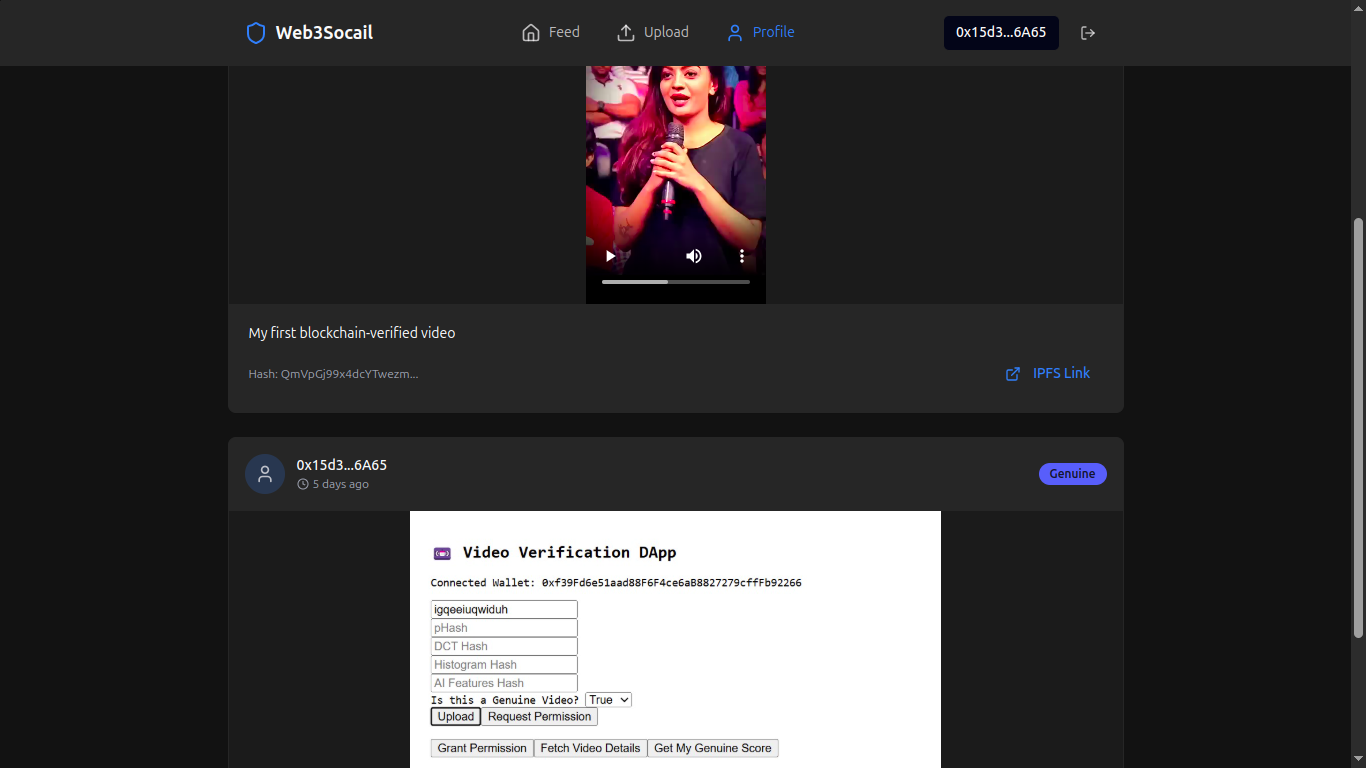 Web3Socail
Feed
Upload
Profile
0x15d3...6A65
My first blockchain-verified video
Hash: QmVpGj99x4dcYTwezm...
IPFS Link
0x15d3...6A65
5 days ago
Genuine
Video Verification DApp
Connected Wallet: 0xf39Fd6e51aad88F6F4ce6aB8827279cffFb92266
igqeeiuqwiduh
pHash
DCT Hash
Histogram Hash
AI Features Hash
Is this a Genuine Video? True
Upload Request Permission
Grant Permission Fetch Video Details Get My Genuine Score